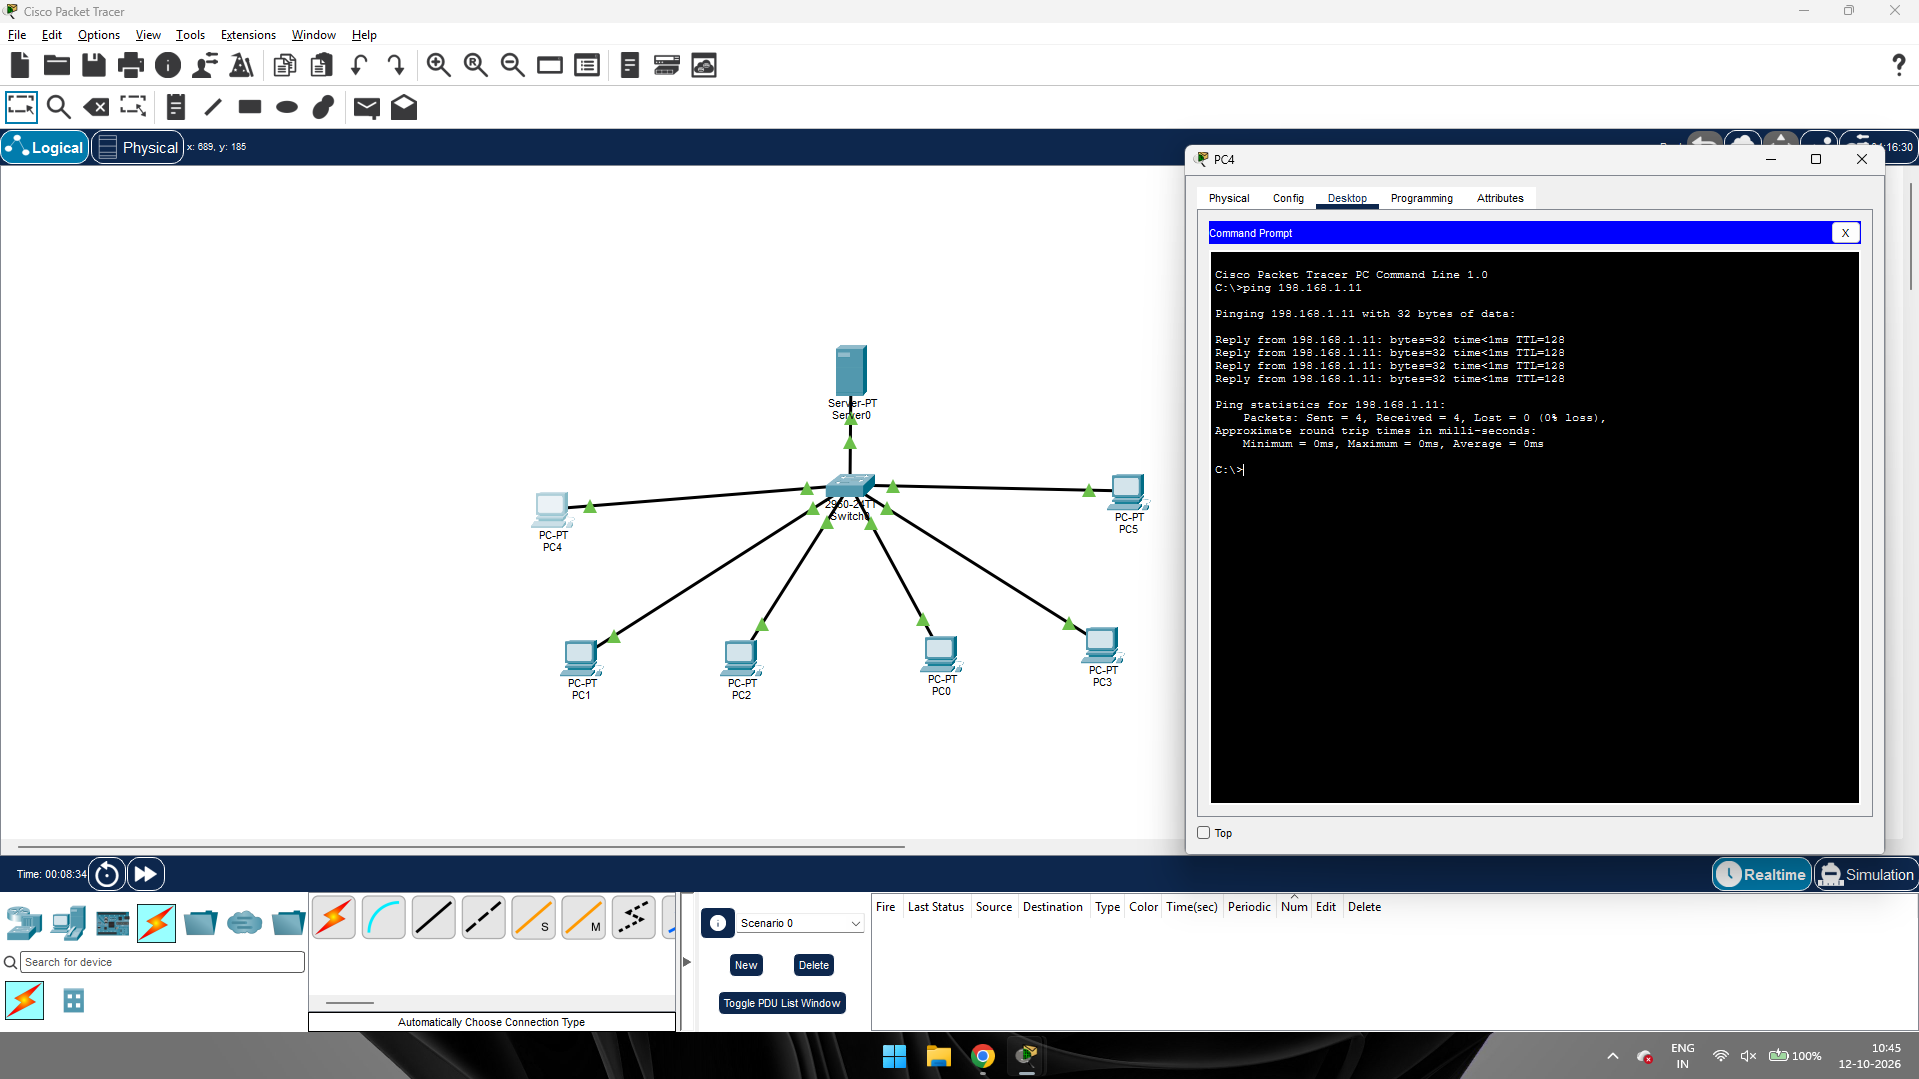 Cisco Packet Tracer
File Edit Options View Tools Extensions Window Help
Logical Physical x: 689, y: 185
16:30
PC4
Physical Config Desktop Programming Attributes
Command Prompt X
Cisco Packet Tracer PC Command Line 1.0
C:\>ping 198.168.1.11
Pinging 198.168.1.11 with 32 bytes of data:
Reply from 198.168.1.11: bytes=32 time<1ms TTL=128
Reply from 198.168.1.11: bytes=32 time<1ms TTL=128
Reply from 198.168.1.11: bytes=32 time<1ms TTL=128
Reply from 198.168.1.11: bytes=32 time<1ms TTL=128
Ping statistics for 198.168.1.11:
Packets: Sent = 4, Received = 4, Lost = 0 (0% loss),
Approximate round trip times in milli-seconds:
Minimum = 0ms, Maximum = 0ms, Average = 0ms
C:\>
Top
Server-PT
Server0
2960-24TT
Switch0
PC-PT
PC4
PC-PT
PC5
PC-PT
PC1
PC-PT
PC2
PC-PT
PC0
PC-PT
PC3
Time: 00:08:34
Realtime Simulation
S M
Search for device
Automatically Choose Connection Type
Scenario 0
New Delete
Toggle PDU List Window
Fire Last Status Source Destination Type Color Time(sec) Periodic Num Edit Delete
ENG
IN
100%
10:45
12-10-2026